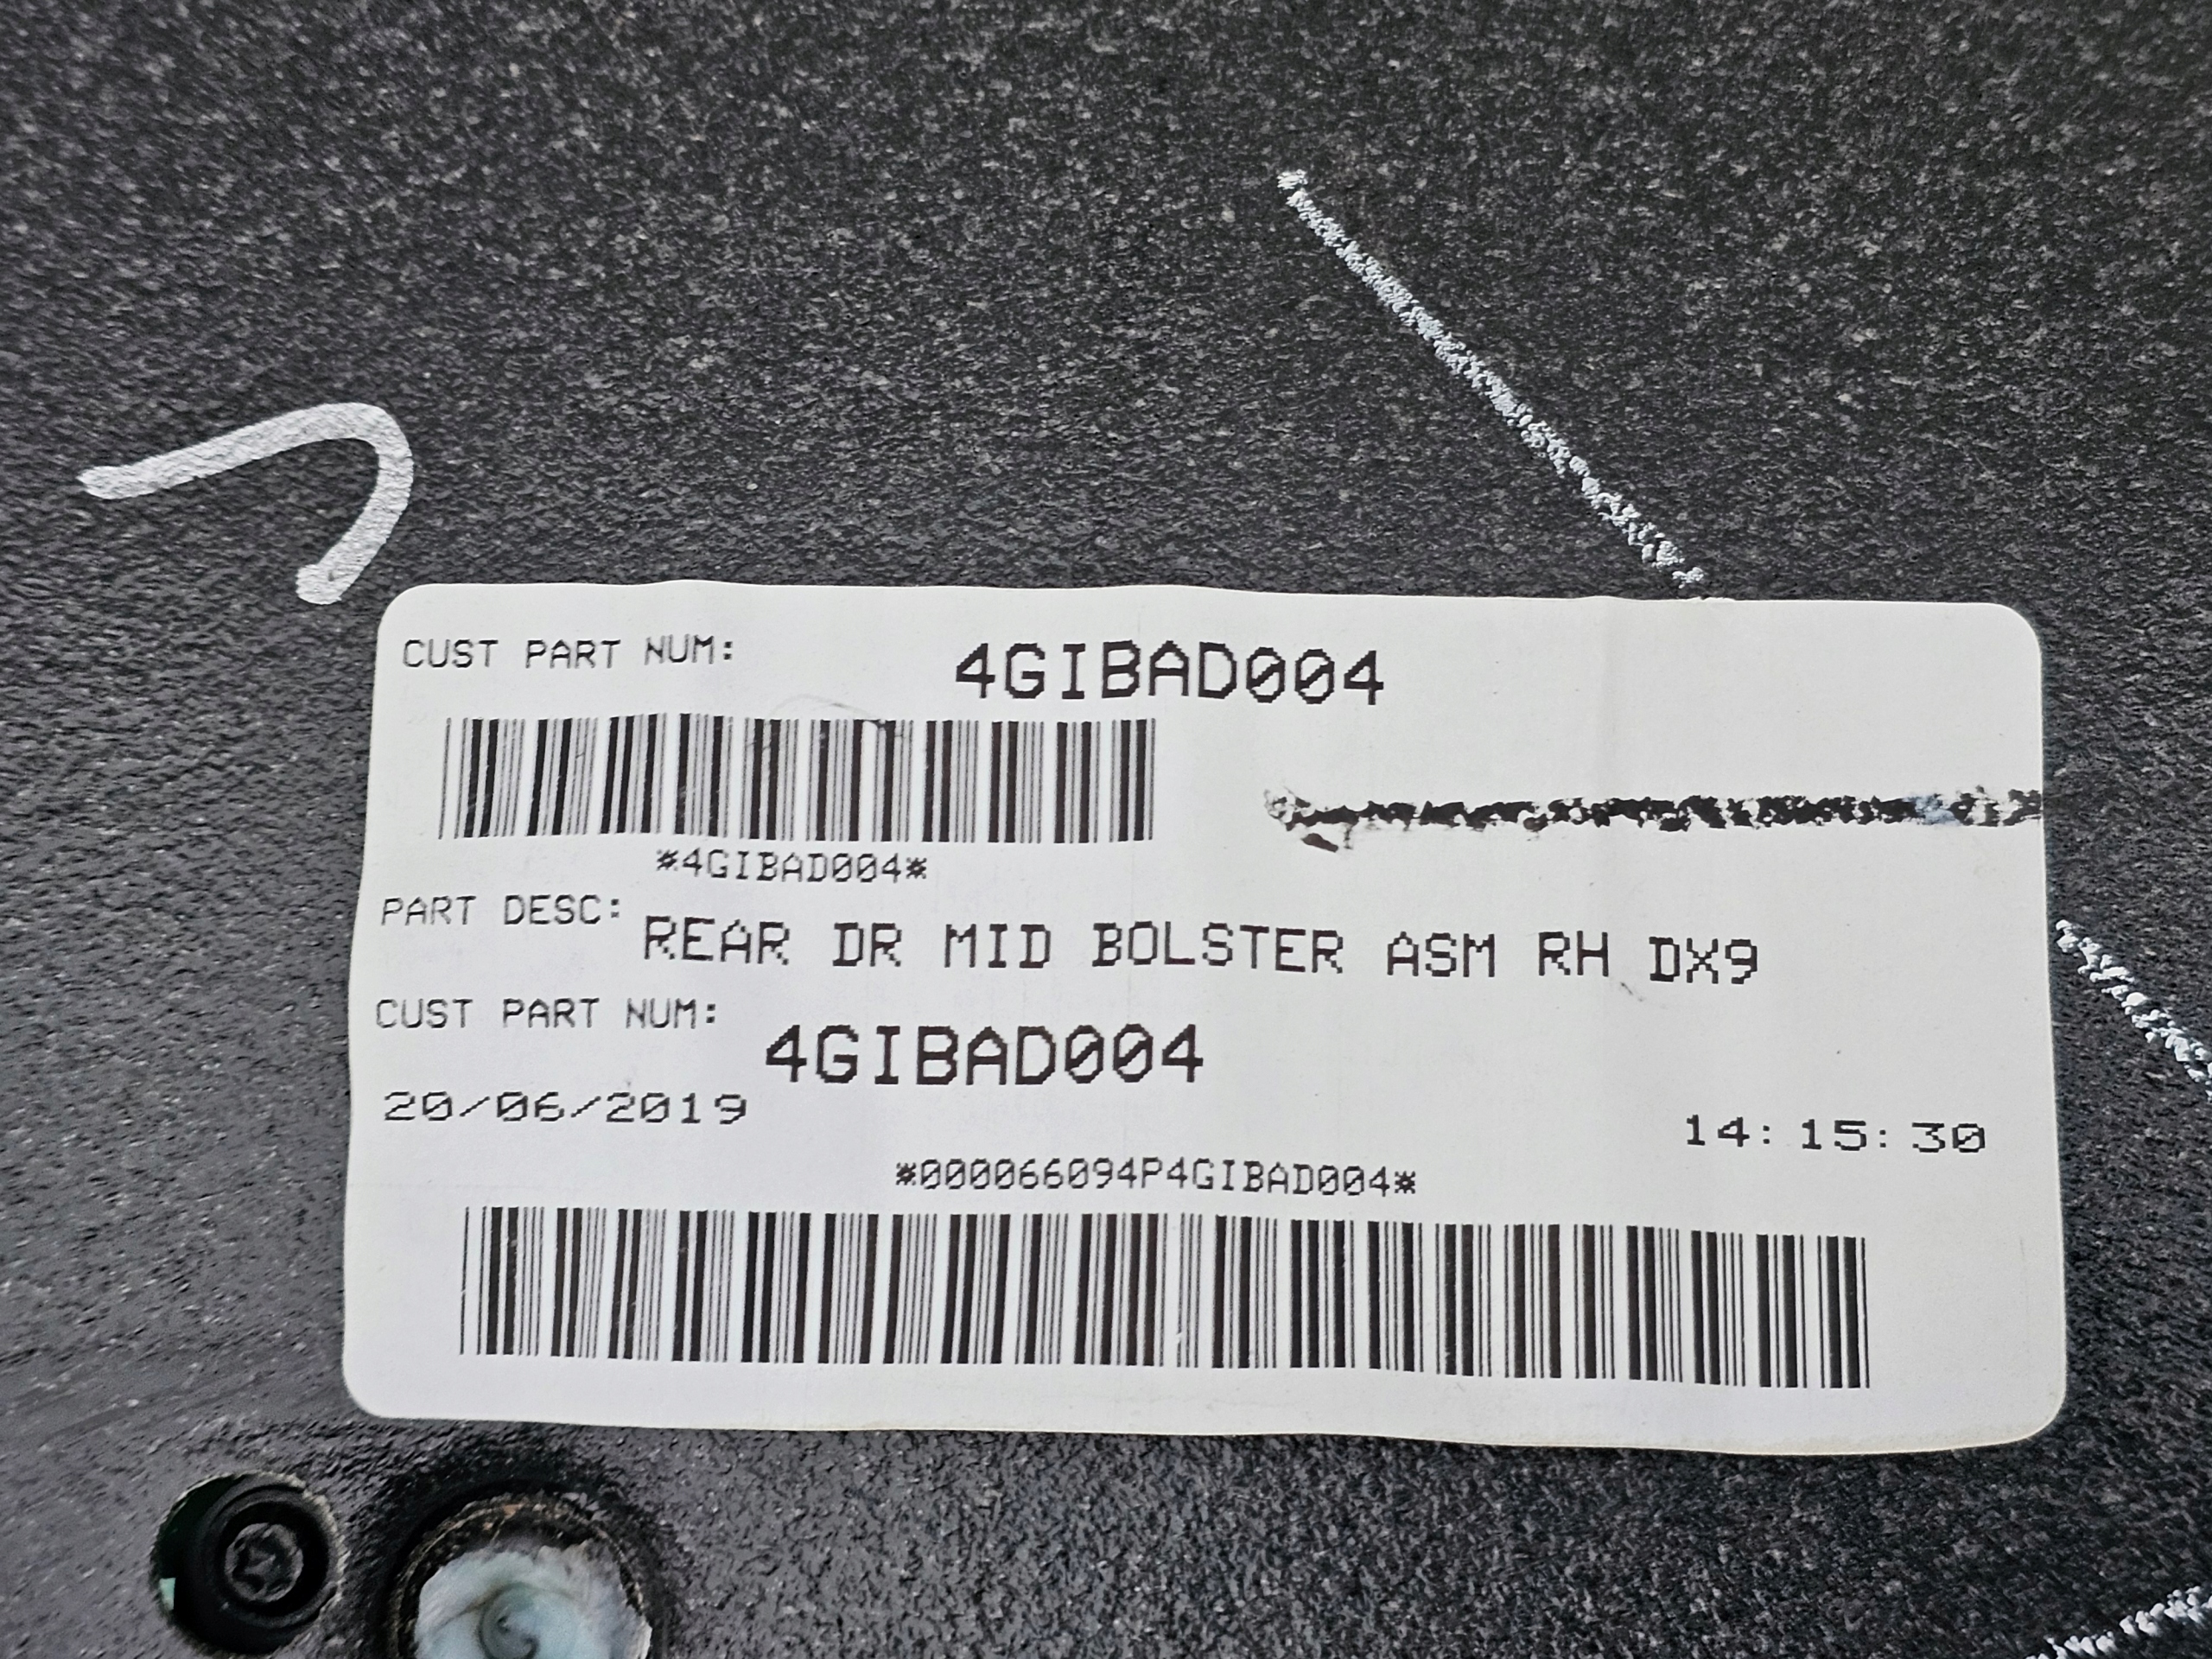 CUST PART NUM: 4GIBAD004
*4GIBAD004*
PART DESC: REAR DR MID BOLSTER ASM RH DX9
CUST PART NUM: 4GIBAD004
20/06/2019 14:15:30
*000066094P4GIBAD004*